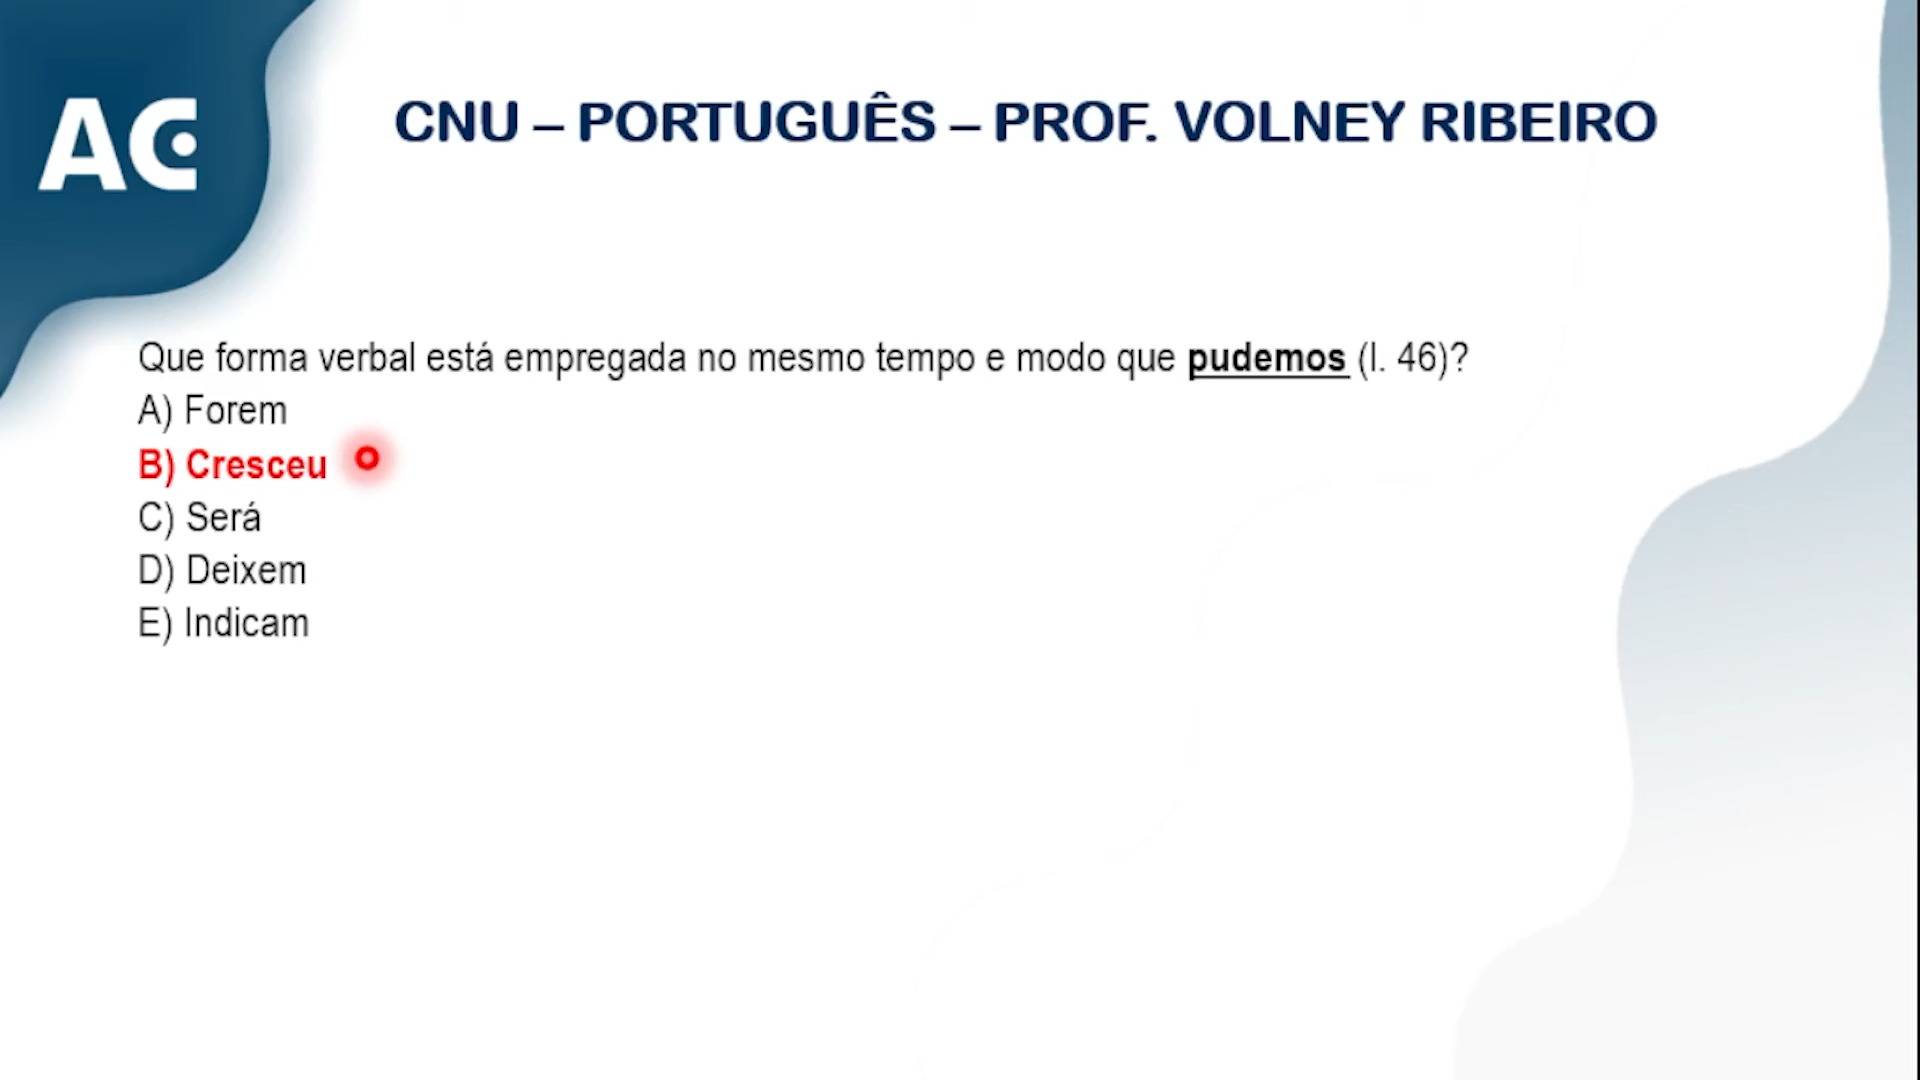 AC
CNU – PORTUGUÊS – PROF. VOLNEY RIBEIRO
Que forma verbal está empregada no mesmo tempo e modo que pudemos (l. 46)?
A) Forem
B) Cresceu
C) Será
D) Deixem
E) Indicam